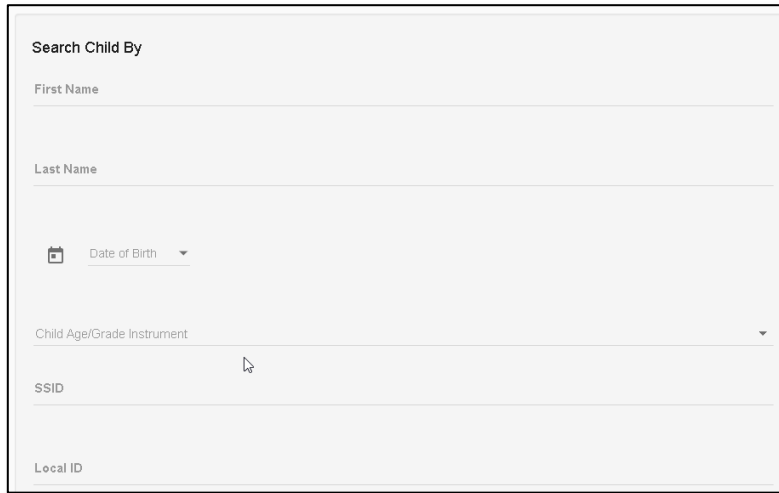 Search Child By
First Name
Last Name
Date of Birth
Child Age/Grade Instrument
SSID
Local ID